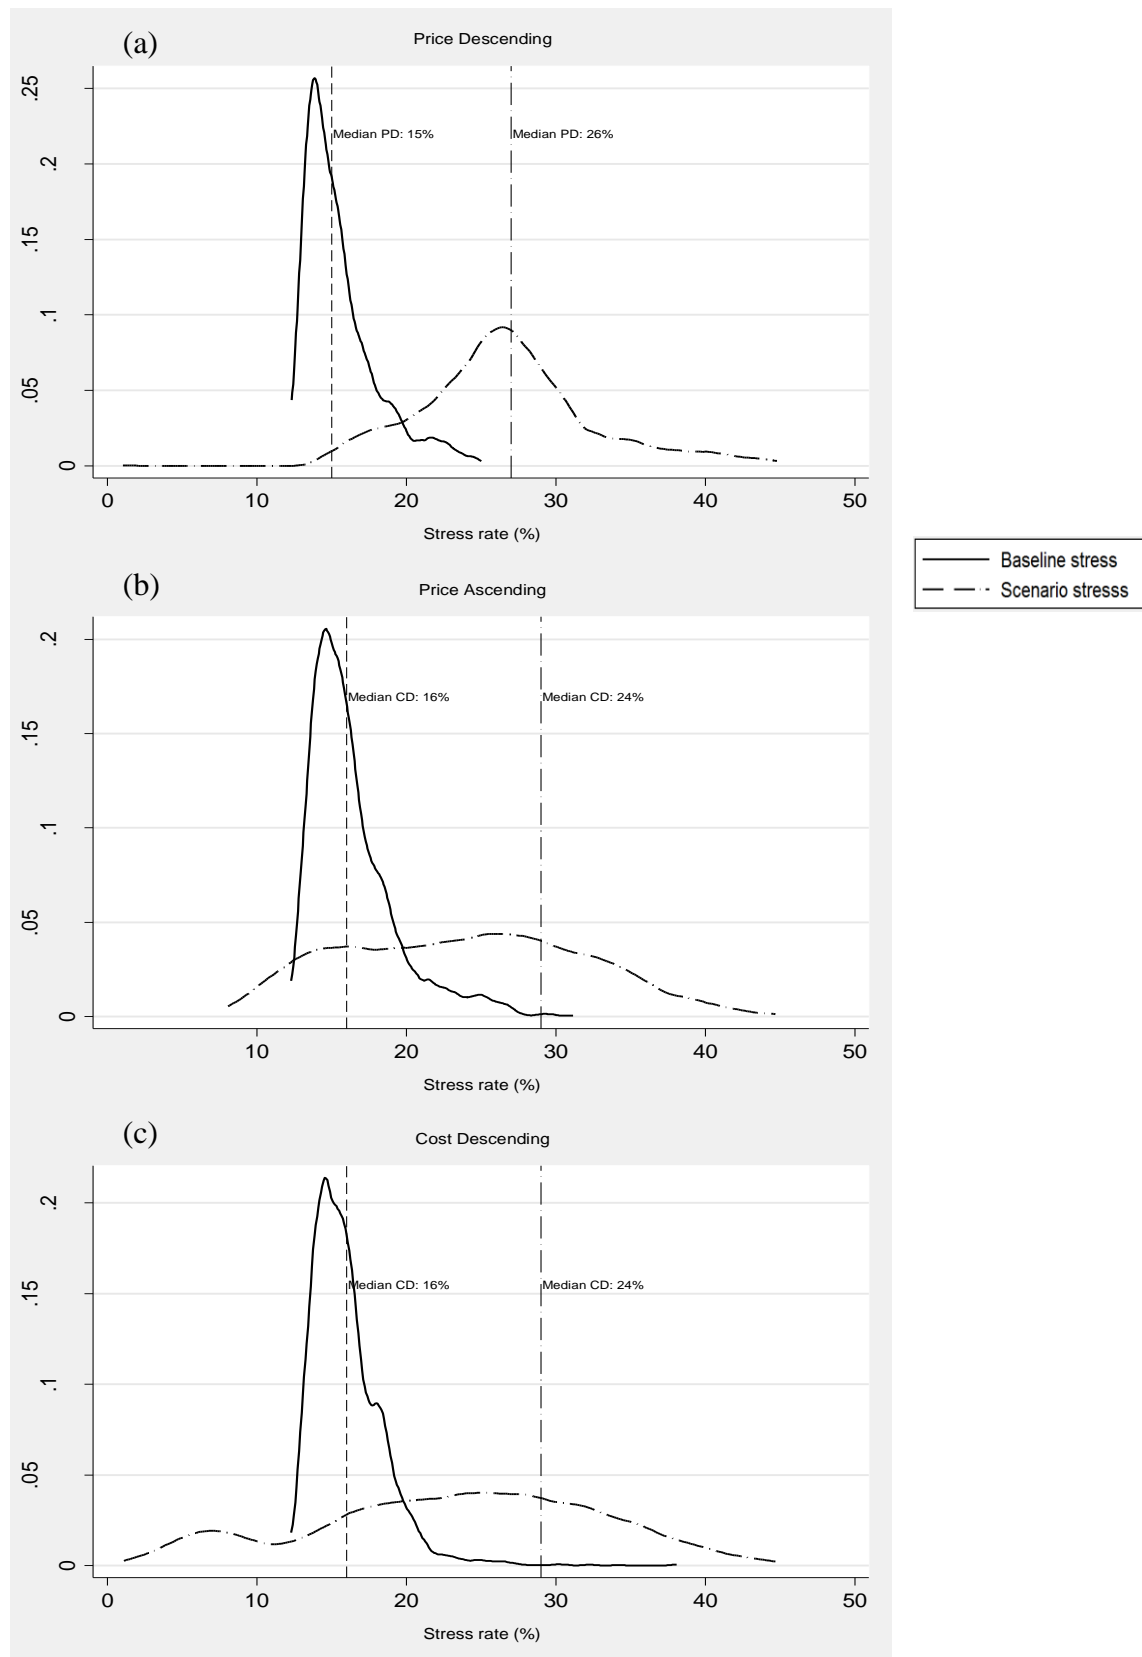 (a)
Price Descending
.25
.2
.15
.1
.05
0
Median PD: 15%
Median PD: 26%
0 10 20 30 40 50
Stress rate (%)
Baseline stress
Scenario stresss
(b)
Price Ascending
.2
.15
.1
.05
0
Median CD: 16%
Median CD: 24%
10 20 30 40 50
Stress rate (%)
(c)
Cost Descending
.2
.15
.1
.05
0
Median CD: 16%
Median CD: 24%
0 10 20 30 40 50
Stress rate (%)